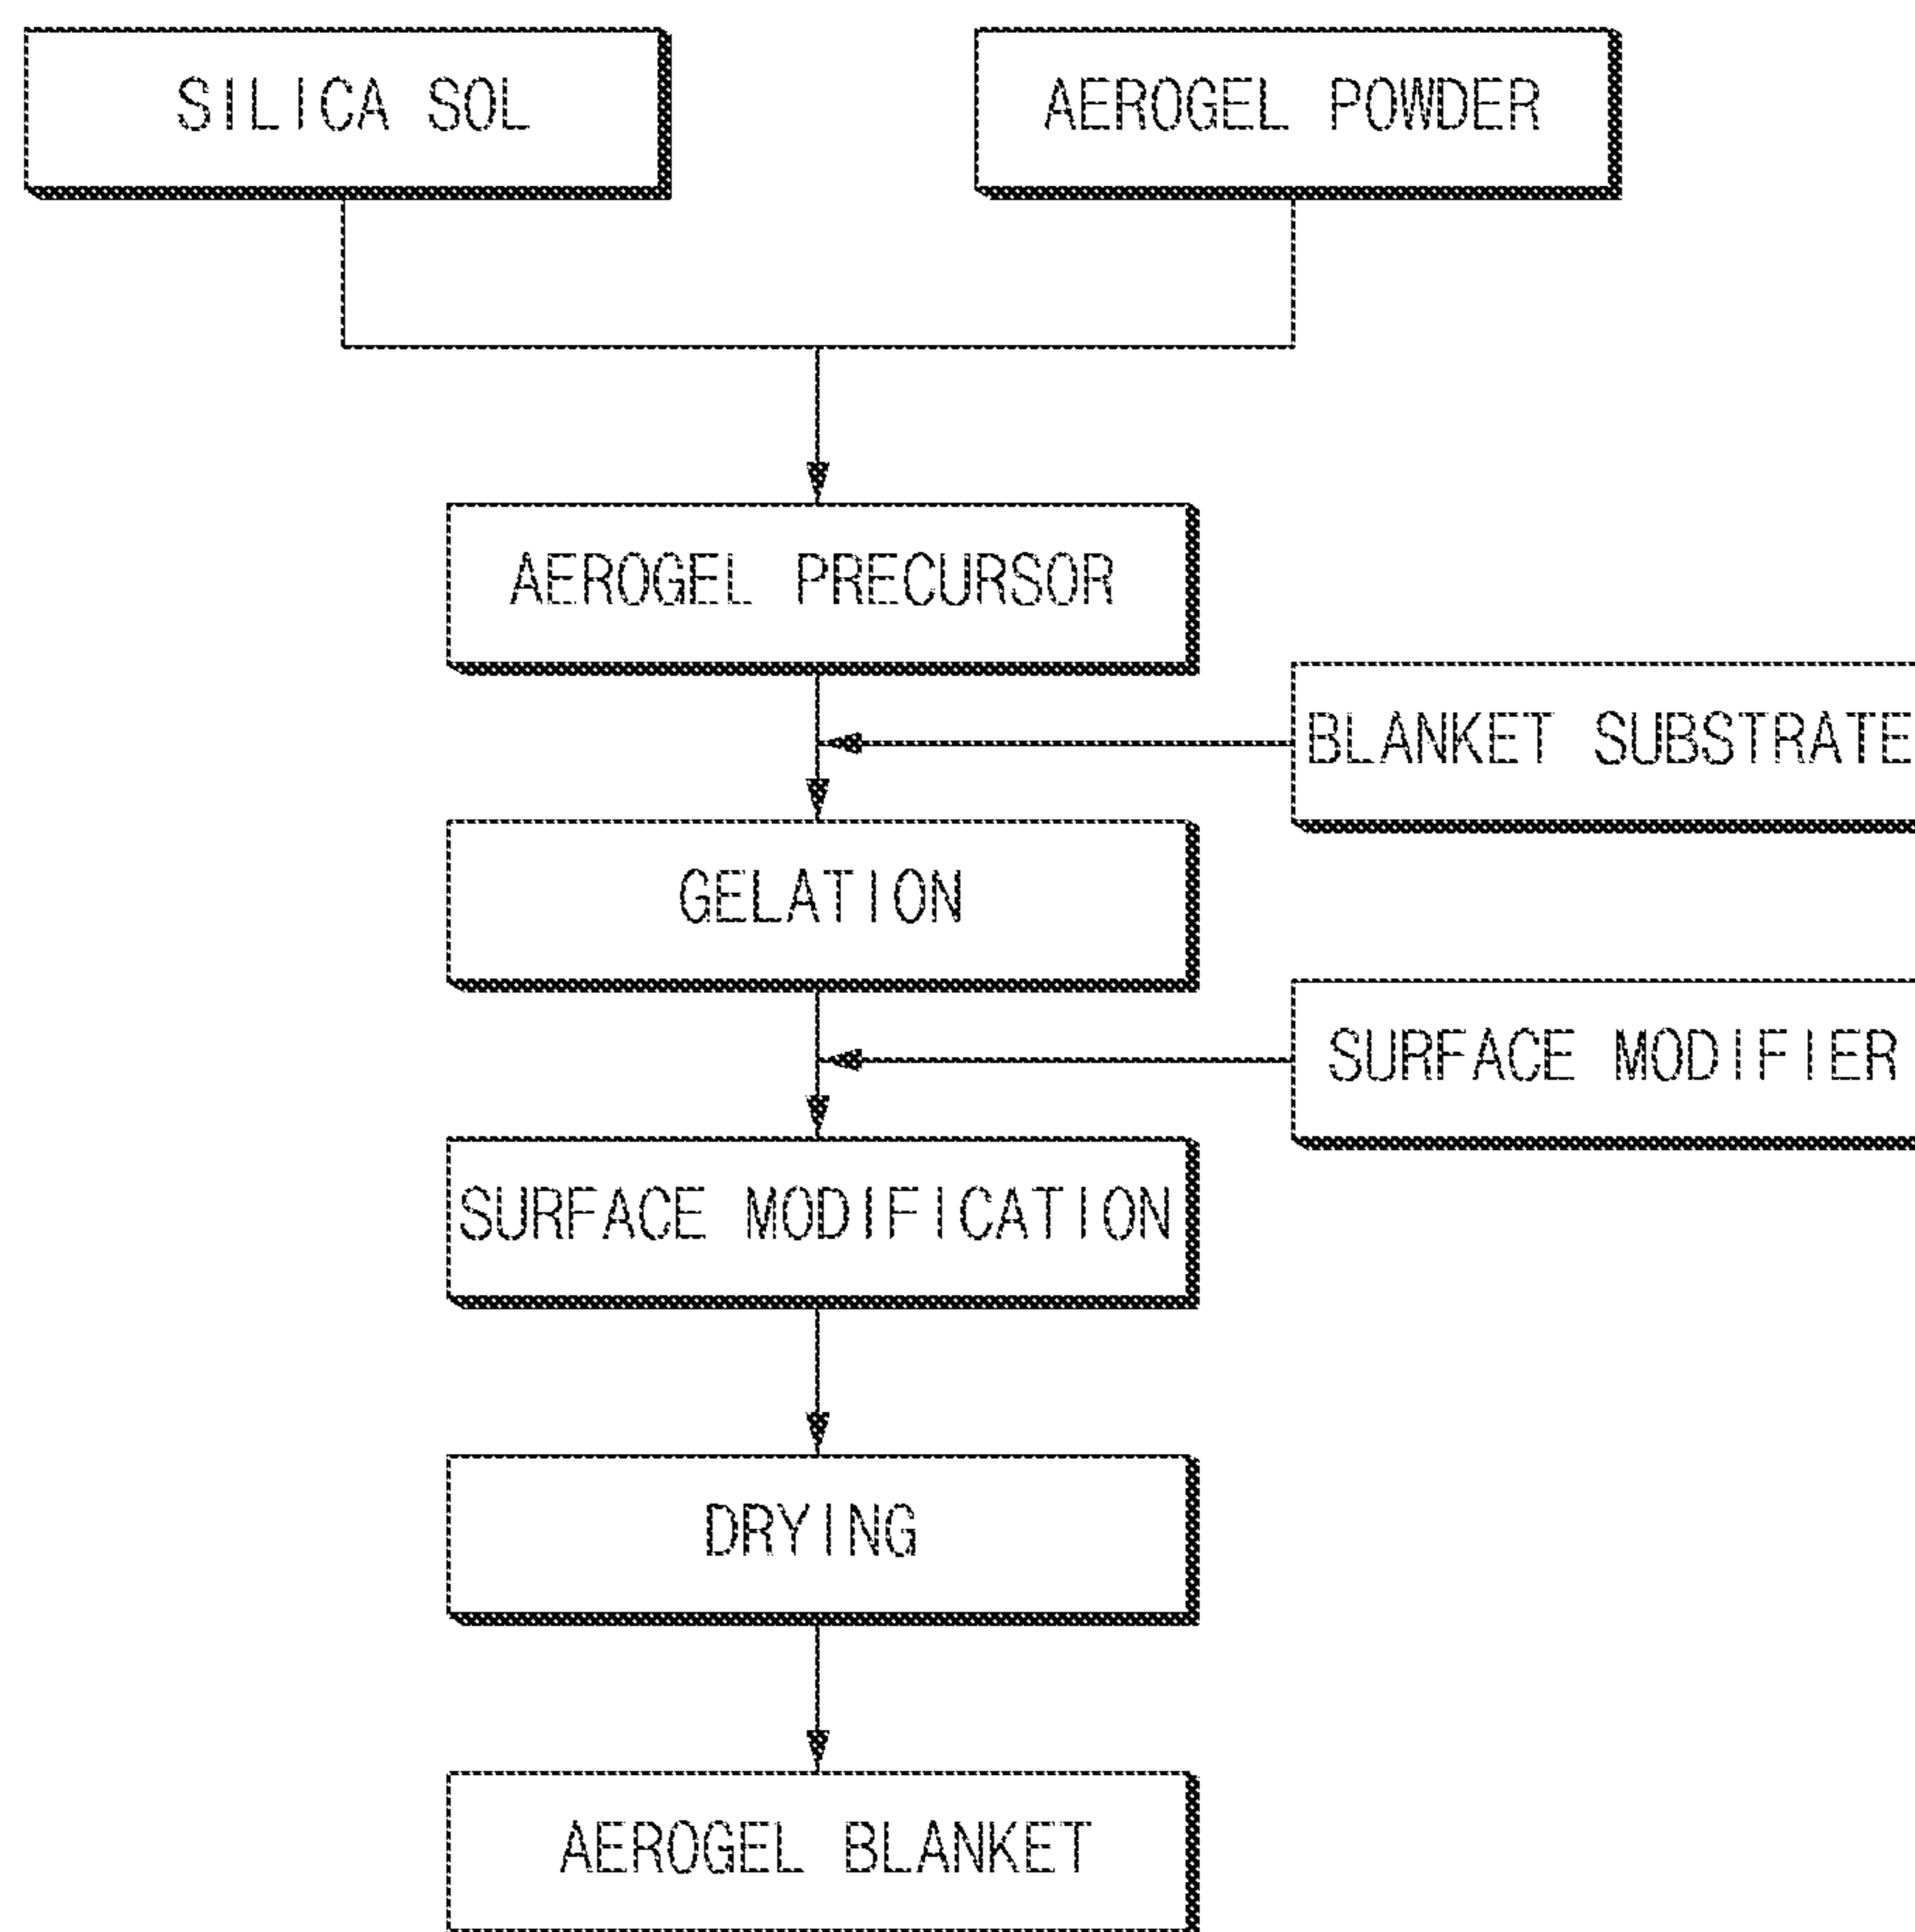 SILICA SOL
AEROGEL POWDER
AEROGEL PRECURSOR
BLANKET SUBSTRATE
GELATION
SURFACE MODIFIER
SURFACE MODIFICATION
DRYING
AEROGEL BLANKET